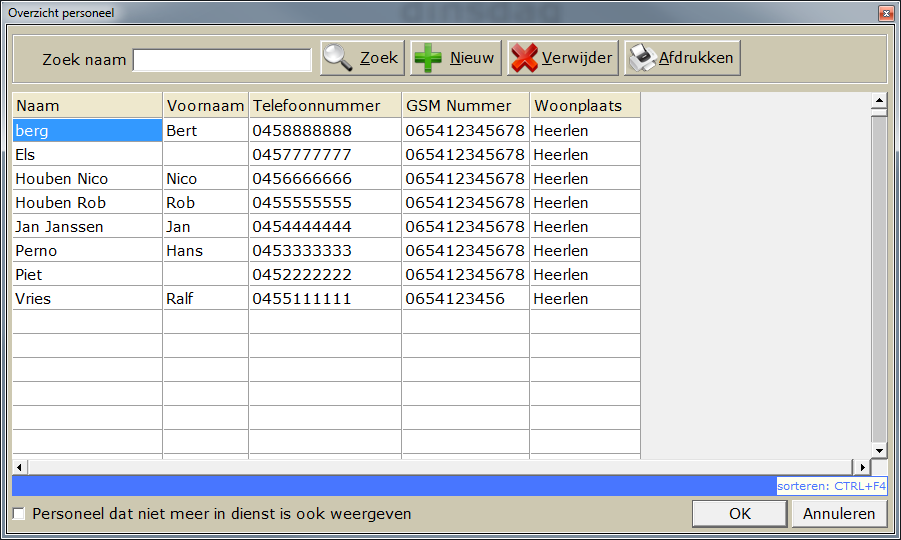 Overzicht personeel
dinsdag
Zoek naam Zoek Nieuw Verwijder Afdrukken
Naam Voornaam Telefoonnummer GSM Nummer Woonplaats
berg Bert 0458888888 065412345678 Heerlen
Els 0457777777 065412345678 Heerlen
Houben Nico Nico 0456666666 065412345678 Heerlen
Houben Rob Rob 0455555555 065412345678 Heerlen
Jan Janssen Jan 0454444444 065412345678 Heerlen
Perno Hans 0453333333 065412345678 Heerlen
Piet 0452222222 065412345678 Heerlen
Vries Ralf 0455111111 0654123456 Heerlen
sorteren: CTRL+F4
Personeel dat niet meer in dienst is ook weergeven OK Annuleren